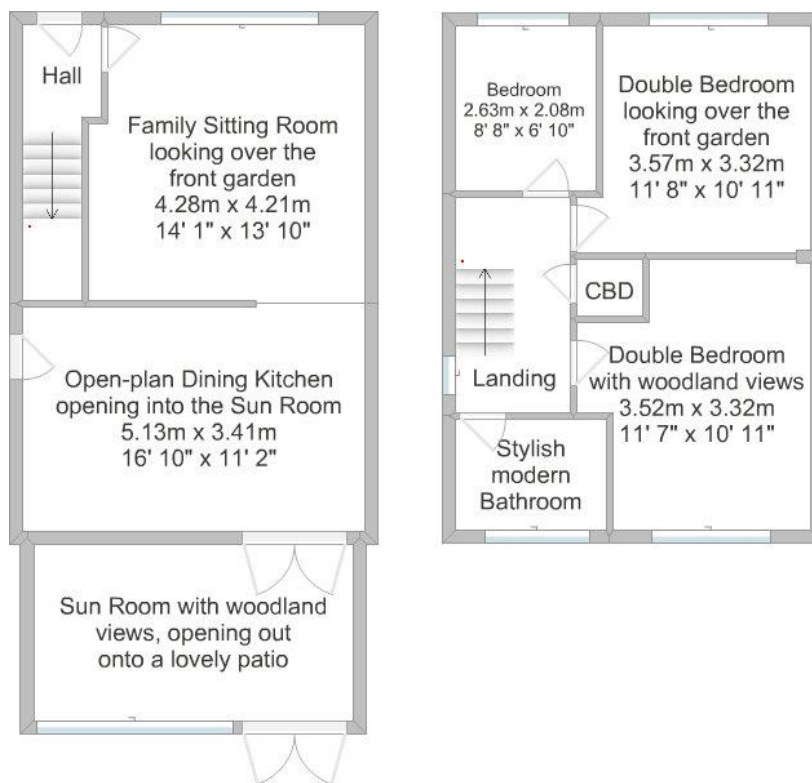 Hall
Family Sitting Room
looking over the
front garden
4.28m x 4.21m
14' 1" x 13' 10"
Open-plan Dining Kitchen
opening into the Sun Room
5.13m x 3.41m
16' 10" x 11' 2"
Sun Room with woodland
views, opening out
onto a lovely patio
Bedroom
2.63m x 2.08m
8' 8" x 6' 10"
Double Bedroom
looking over the
front garden
3.57m x 3.32m
11' 8" x 10' 11"
CBD
Landing
Double Bedroom
with woodland views
3.52m x 3.32m
11' 7" x 10' 11"
Stylish
modern
Bathroom